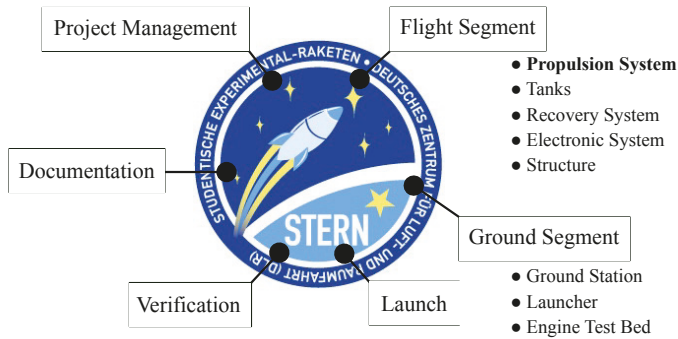 Project Management
Flight Segment
● Propulsion System
● Tanks
● Recovery System
● Electronic System
● Structure
Documentation
STUDENTISCHE EXPERIMENTAL-RAKETEN • DEUTSCHES ZENTRUM FÜR LUFT- UND RAUMFAHRT (DLR)
STERN
Ground Segment
● Ground Station
● Launcher
● Engine Test Bed
Verification
Launch